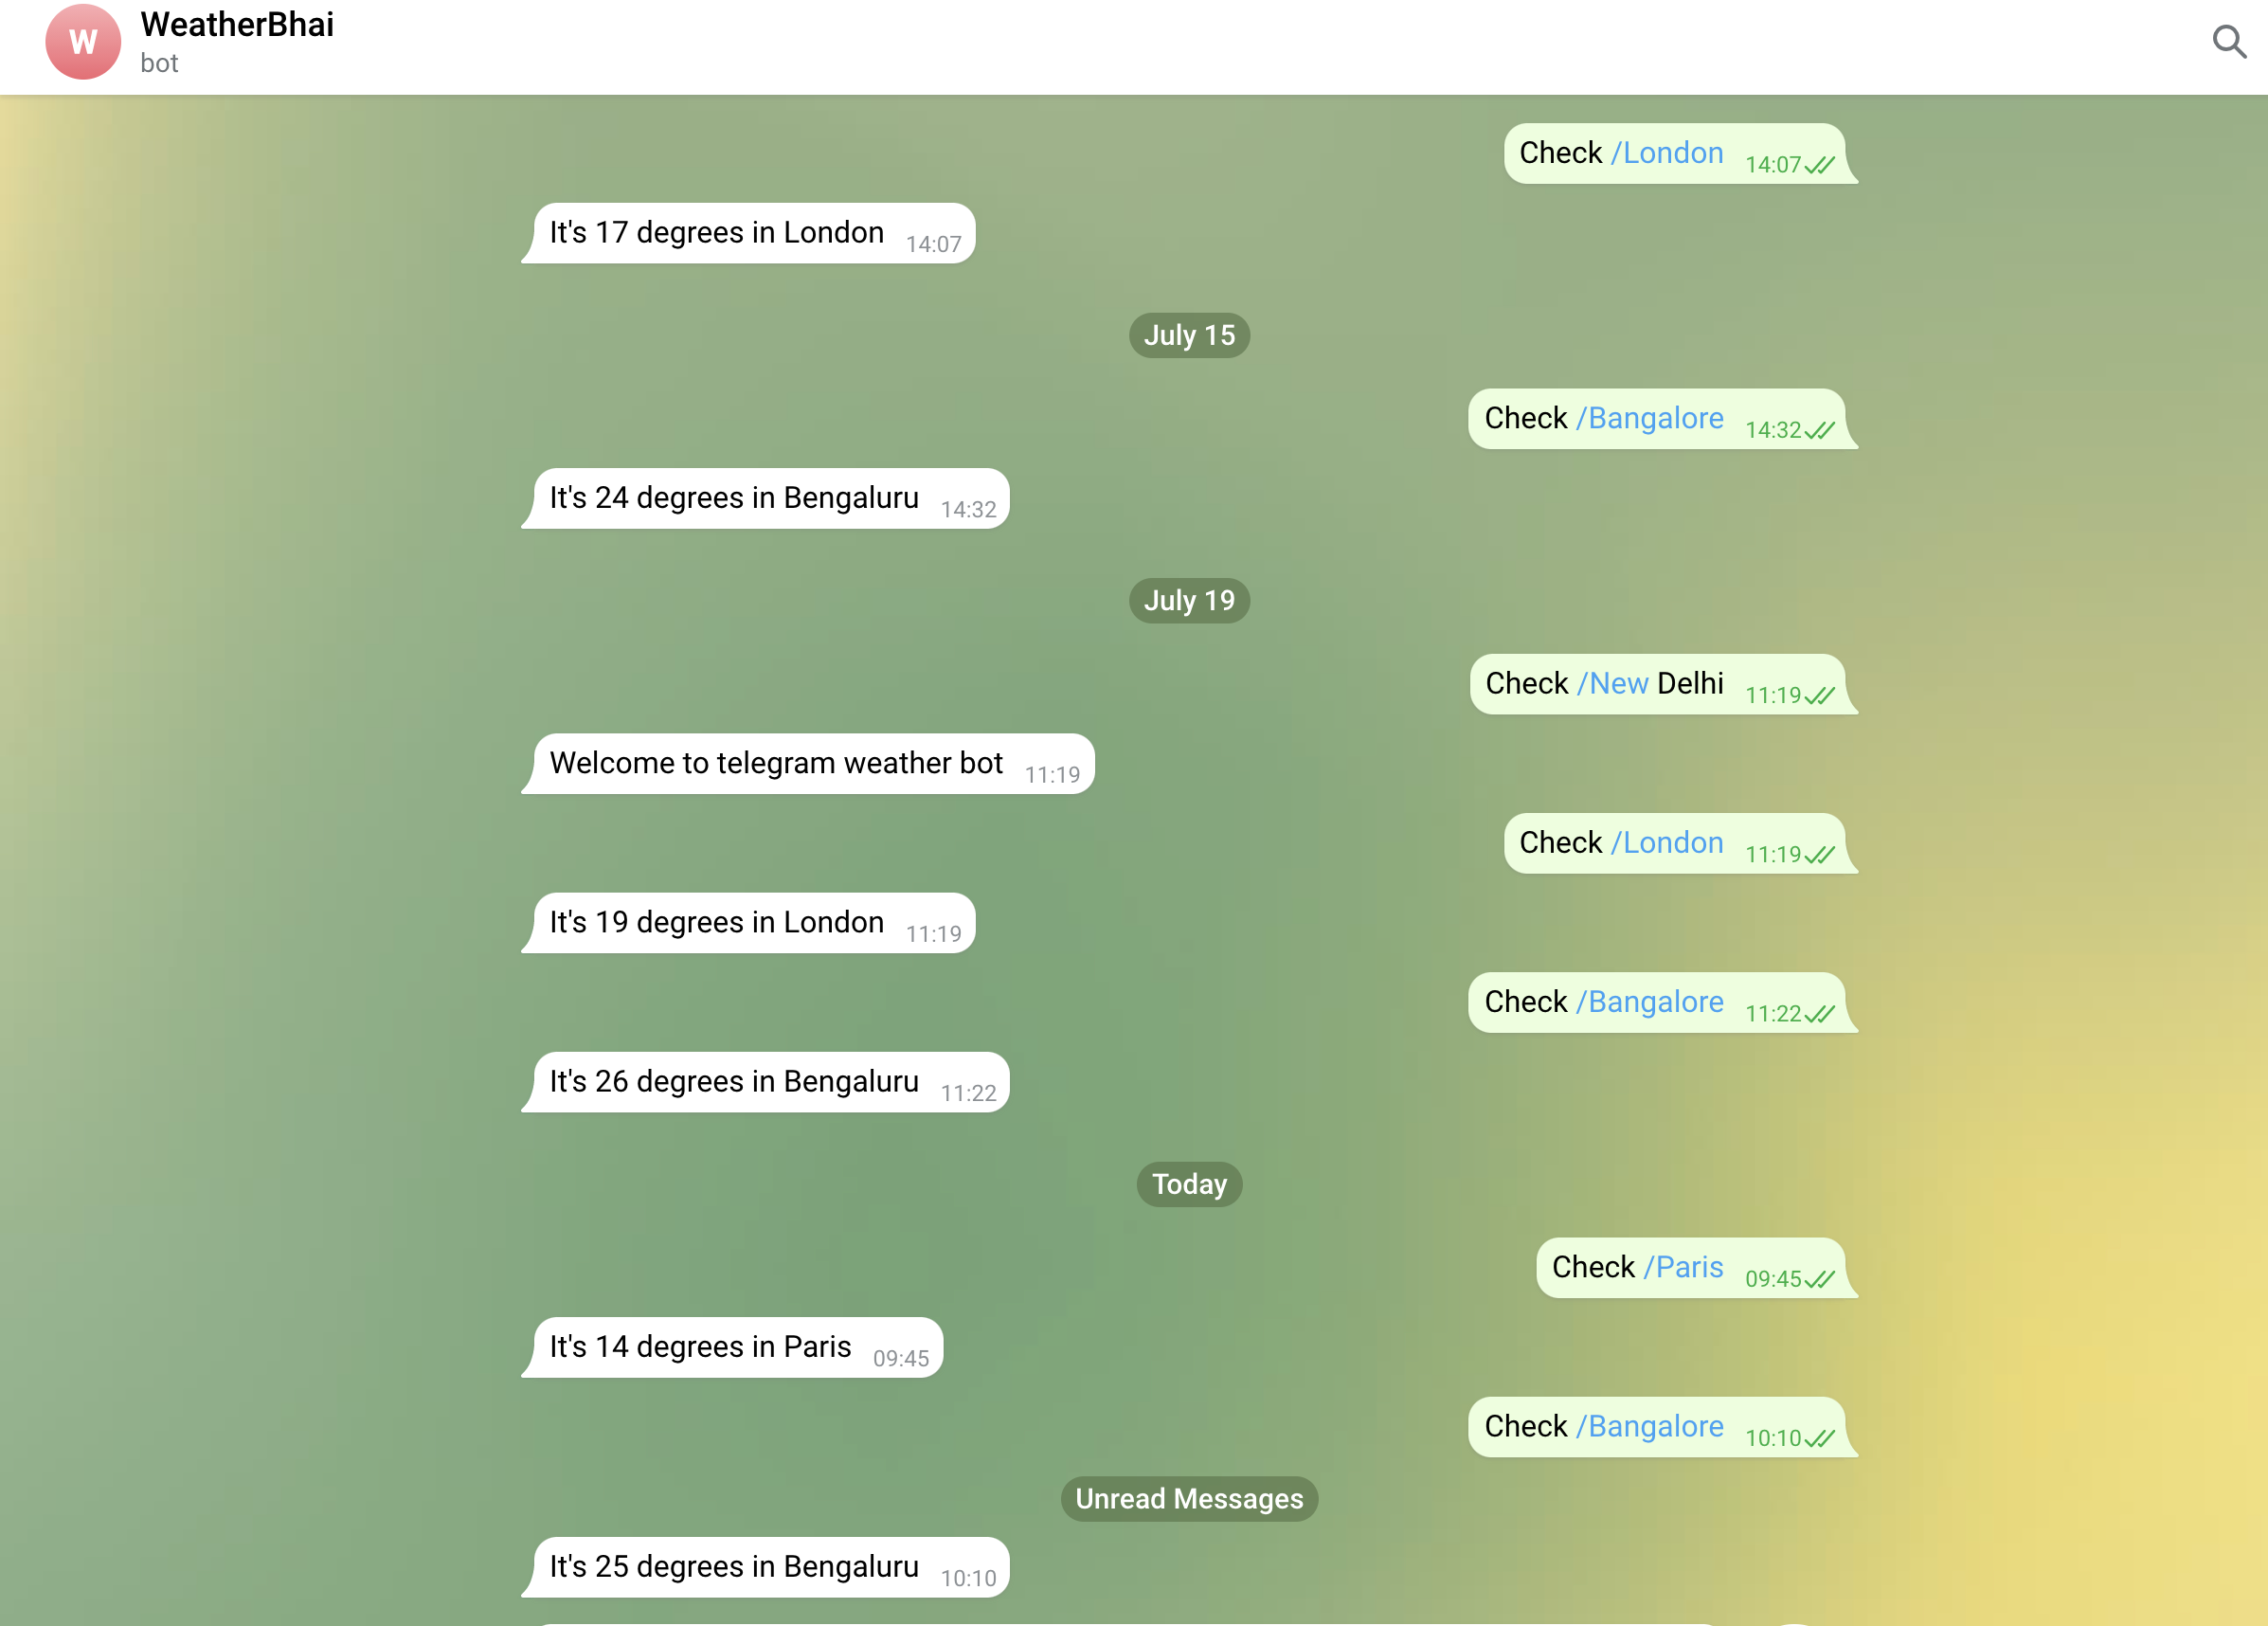 W
WeatherBhai
bot
Check /London 14:07
It's 17 degrees in London 14:07
July 15
Check /Bangalore 14:32
It's 24 degrees in Bengaluru 14:32
July 19
Check /New Delhi 11:19
Welcome to telegram weather bot 11:19
Check /London 11:19
It's 19 degrees in London 11:19
Check /Bangalore 11:22
It's 26 degrees in Bengaluru 11:22
Today
Check /Paris 09:45
It's 14 degrees in Paris 09:45
Check /Bangalore 10:10
Unread Messages
It's 25 degrees in Bengaluru 10:10